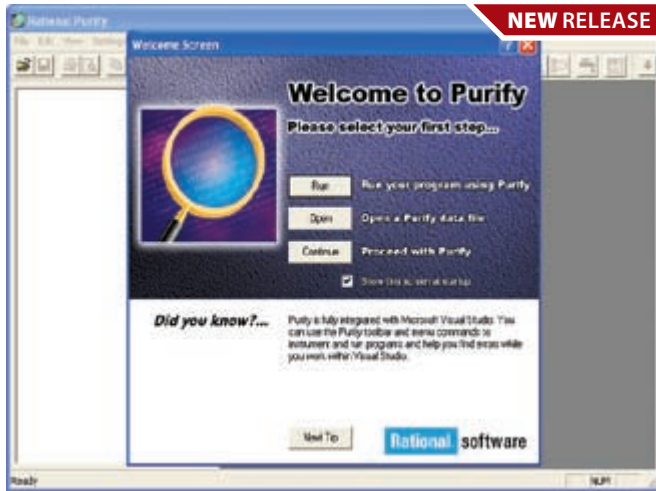 NEW RELEASE
Rational Purify
File Edit View Settings
Welcome Screen
Welcome to Purify
Please select your first step...
Run
Run your program using Purify
Open
Open a Purify data file
Continue
Proceed with Purify
Show this screen at startup
Did you know?...
Purify is fully integrated with Microsoft Visual Studio. You
can use the Purify toolbar and menu commands to
instrument and run programs and help you find errors while
you work within Visual Studio.
Next Tip
Rational software
Ready
NUM